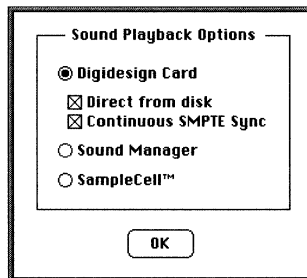 Sound Playback Options
Digidesign Card
Direct from disk
Continuous SMPTE Sync
Sound Manager
SampleCell™
OK